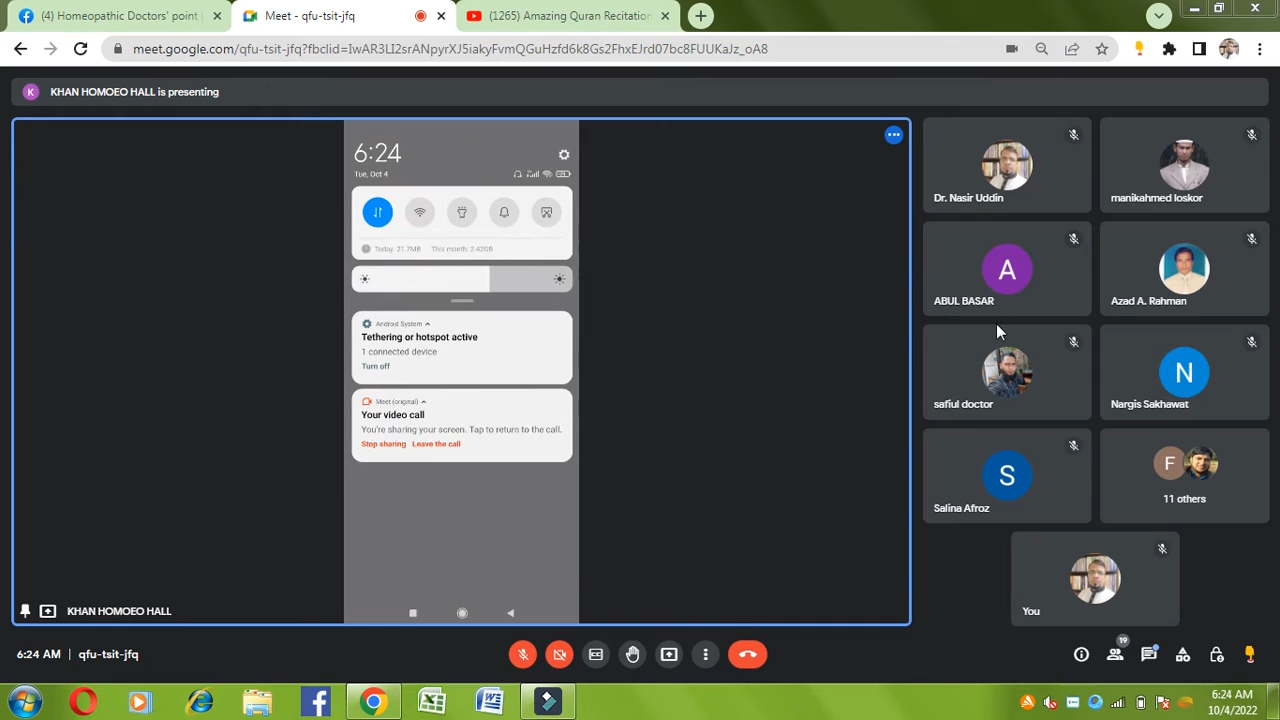 (4) Homeopathic Doctors' point |
Meet - qfu-tsit-jfq
(1265) Amazing Quran Recitation
meet.google.com/qfu-tsit-jfq?fbclid=IwAR3LI2srANprrXJ5iakyFvmQGuHzfd6k8Gs2FhxEJrd07bc8FUUKaJz_oA8
K KHAN HOMOEO HALL is presenting
6:24
Tue, Oct 4
Today: 21.7MB This month: 2.42GB
Android System
Tethering or hotspot active
1 connected device
Turn off
Meet (original)
Your video call
You're sharing your screen. Tap to return to the call.
Stop sharing Leave the call
KHAN HOMOEO HALL
Dr. Nasir Uddin
manikahmed loskor
A
ABUL BASAR
Azad A. Rahman
safiul doctor
N
Nargis Sakhawat
S
Salina Afroz
F
11 others
You
6:24 AM | qfu-tsit-jfq
19
6:24 AM
10/4/2022